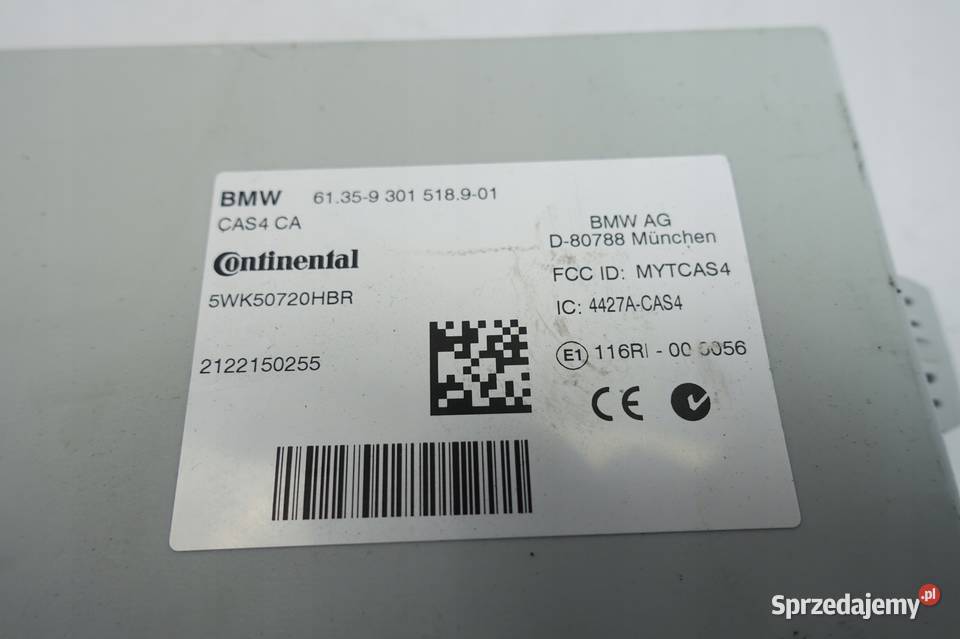 BMW 61.35-9 301 518.9-01
CAS4 CA
Continental
5WK50720HBR
2122150255
BMW AG
D-80788 München
FCC ID: MYTCAS4
IC: 4427A-CAS4
E1 116RI - 00
CE
Sprzedajemy.pl